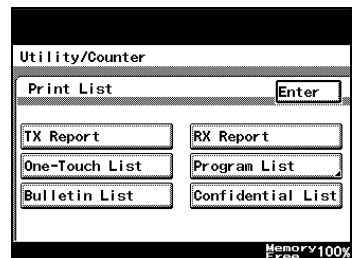 Utility/Counter
Print List
Enter
TX Report
RX Report
One-Touch List
Program List
Bulletin List
Confidential List
Memory 100%
Free